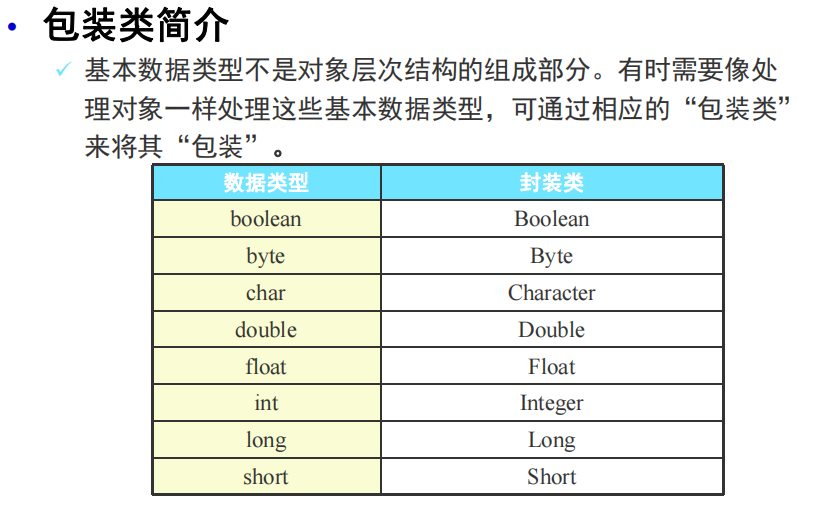 • 包装类简介
✓ 基本数据类型不是对象层次结构的组成部分。有时需要像处
理对象一样处理这些基本数据类型，可通过相应的“包装类”
来将其“包装”。
数据类型 封装类
boolean Boolean
byte Byte
char Character
double Double
float Float
int Integer
long Long
short Short